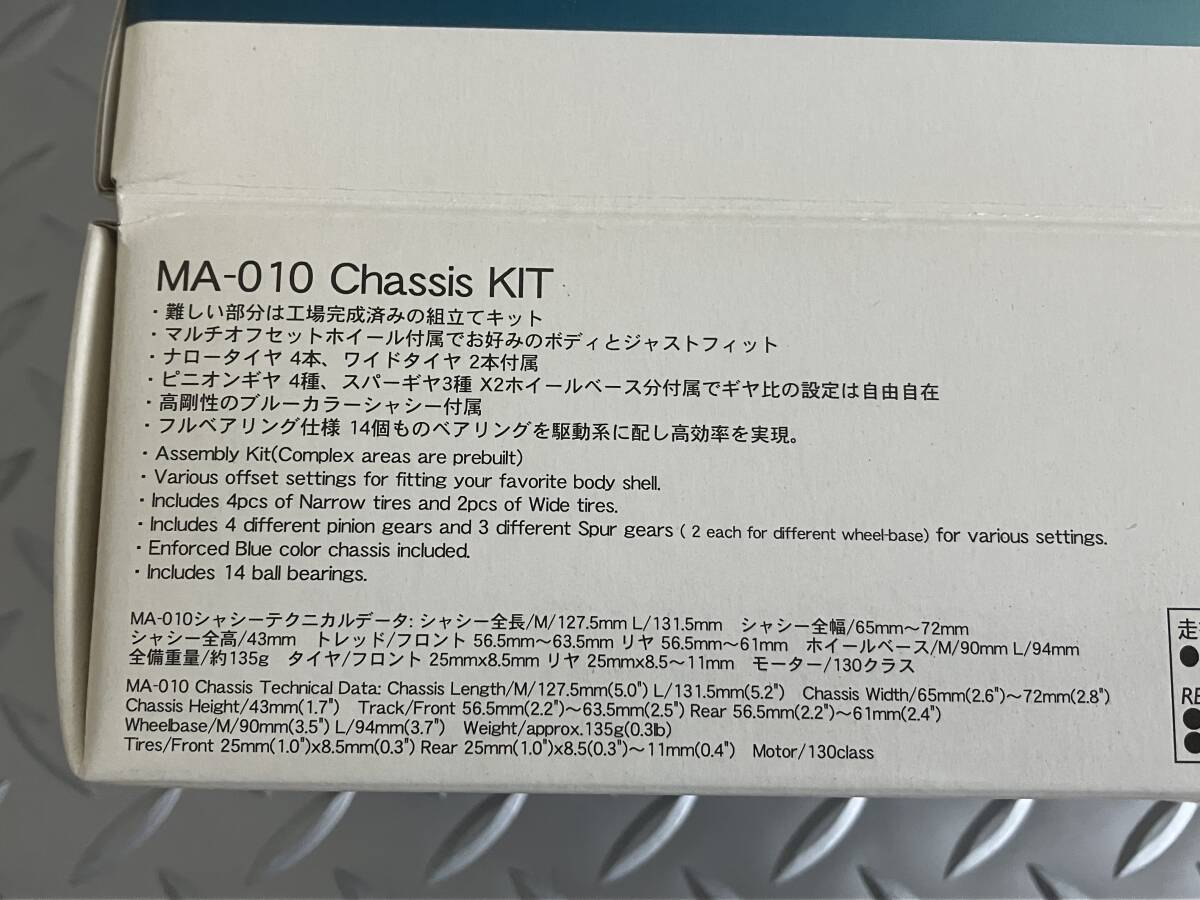 MA-010 Chassis KIT
・難しい部分は工場完成済みの組立てキット
・マルチオフセットホイール付属でお好みのボディとジャストフィット
・ナロータイヤ 4本、ワイドタイヤ 2本付属
・ピニオンギヤ 4種、スパーギヤ3種 X2ホイールベース分付属でギヤ比の設定は自由自在
・高剛性のブルーカラーシャシー付属
・フルベアリング仕様 14個ものベアリングを駆動系に配し高効率を実現。
・Assembly Kit(Complex areas are prebuilt)
・Various offset settings for fitting your favorite body shell.
・Includes 4pcs of Narrow tires and 2pcs of Wide tires.
・Includes 4 different pinion gears and 3 different Spur gears ( 2 each for different wheel-base) for various settings.
・Enforced Blue color chassis included.
・Includes 14 ball bearings.
MA-010シャシーテクニカルデータ: シャシー全長/M/127.5mm L/131.5mm　シャシー全幅/65mm～72mm
シャシー全高/43mm　トレッド/フロント 56.5mm～63.5mm リヤ 56.5mm～61mm　ホイールベース/M/90mm L/94mm
全備重量/約135g　タイヤ/フロント 25mmx8.5mm リヤ 25mmx8.5～11mm　モーター/130クラス
MA-010 Chassis Technical Data: Chassis Length/M/127.5mm(5.0") L/131.5mm(5.2")　Chassis Width/65mm(2.6")～72mm(2.8")
Chassis Height/43mm(1.7")　Track/Front 56.5mm(2.2")～63.5mm(2.5") Rear 56.5mm(2.2")～61mm(2.4")
Wheelbase/M/90mm(3.5") L/94mm(3.7")　Weight/approx.135g(0.3lb)
Tires/Front 25mm(1.0")x8.5mm(0.3") Rear 25mm(1.0")x8.5(0.3")～11mm(0.4")　Motor/130class
走
●
RE
●
●